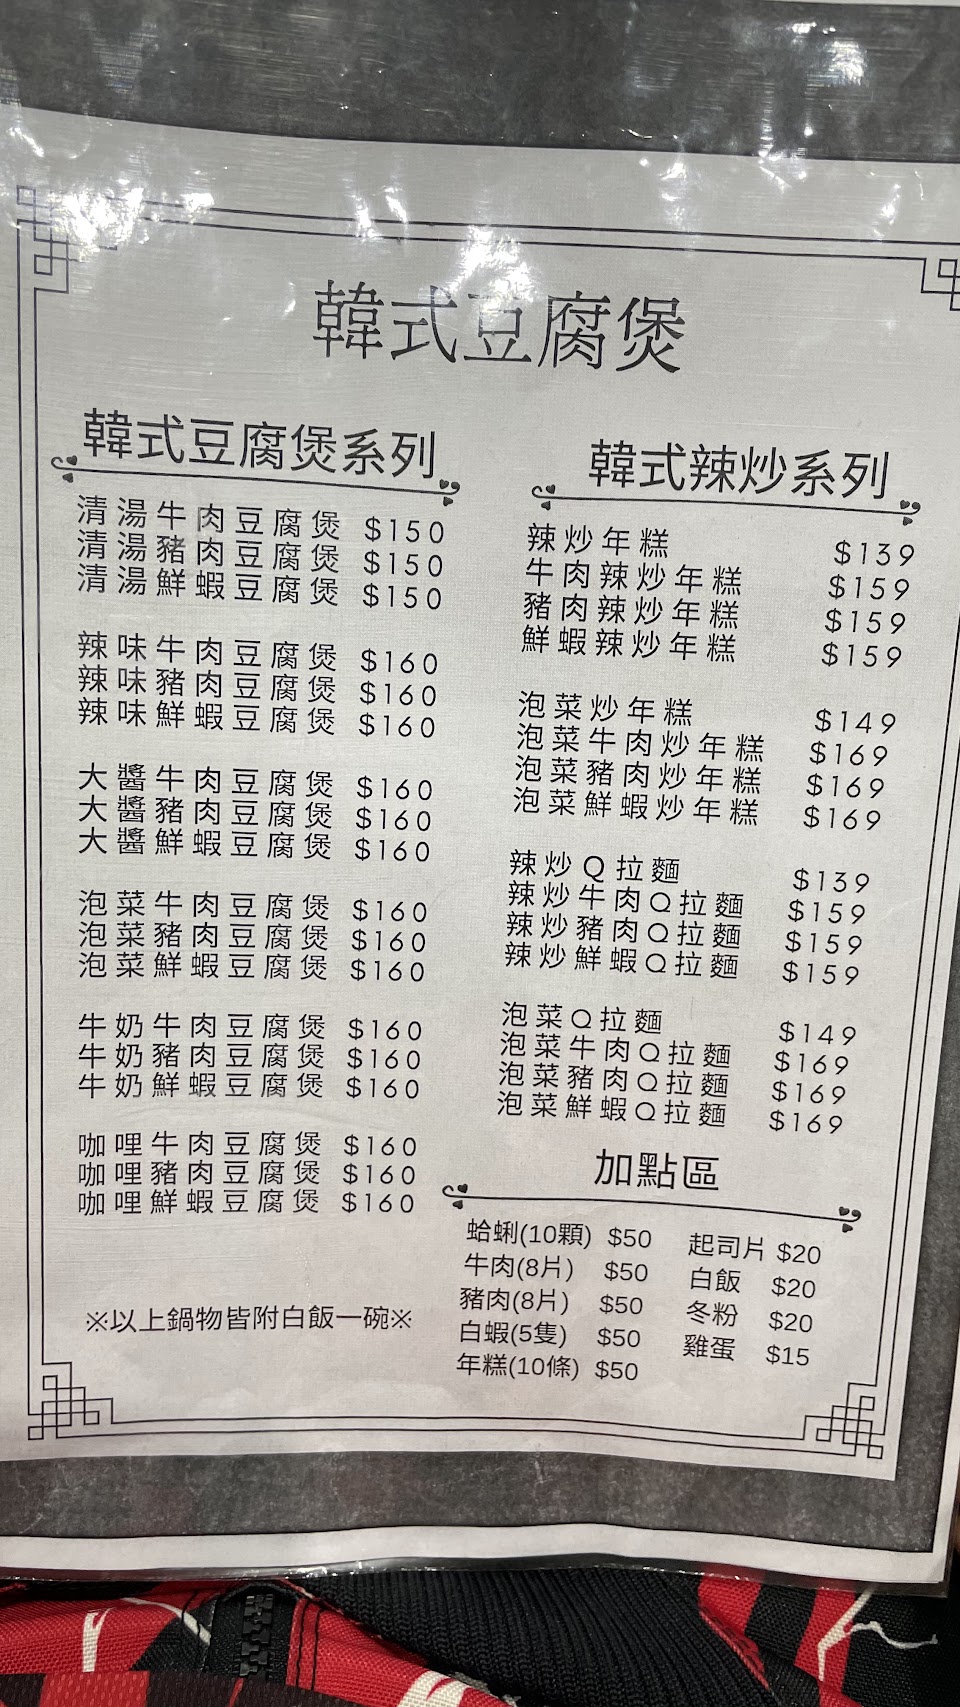 韓式豆腐煲
韓式豆腐煲系列
清湯牛肉豆腐煲 $150
清湯豬肉豆腐煲 $150
清湯鮮蝦豆腐煲 $150
辣味牛肉豆腐煲 $160
辣味豬肉豆腐煲 $160
辣味鮮蝦豆腐煲 $160
大醬牛肉豆腐煲 $160
大醬豬肉豆腐煲 $160
大醬鮮蝦豆腐煲 $160
泡菜牛肉豆腐煲 $160
泡菜豬肉豆腐煲 $160
泡菜鮮蝦豆腐煲 $160
牛奶牛肉豆腐煲 $160
牛奶豬肉豆腐煲 $160
牛奶鮮蝦豆腐煲 $160
咖哩牛肉豆腐煲 $160
咖哩豬肉豆腐煲 $160
咖哩鮮蝦豆腐煲 $160
※以上鍋物皆附白飯一碗※
韓式辣炒系列
辣炒年糕 $139
牛肉辣炒年糕 $159
豬肉辣炒年糕 $159
鮮蝦辣炒年糕 $159
泡菜炒年糕 $149
泡菜牛肉炒年糕 $169
泡菜豬肉炒年糕 $169
泡菜鮮蝦炒年糕 $169
辣炒Q拉麵 $139
辣炒牛肉Q拉麵 $159
辣炒豬肉Q拉麵 $159
辣炒鮮蝦Q拉麵 $159
泡菜Q拉麵 $149
泡菜牛肉Q拉麵 $169
泡菜豬肉Q拉麵 $169
泡菜鮮蝦Q拉麵 $169
加點區
蛤蜊(10顆) $50
牛肉(8片) $50
豬肉(8片) $50
白蝦(5隻) $50
年糕(10條) $50
起司片 $20
白飯 $20
冬粉 $20
雞蛋 $15